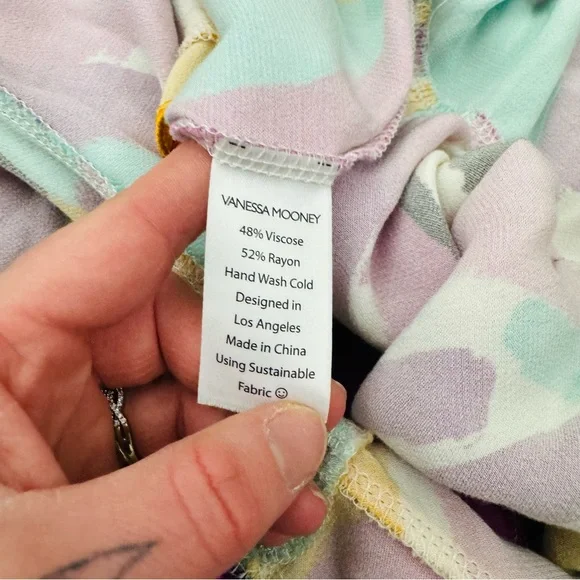 VANESSA MOONEY
48% Viscose
52% Rayon
Hand Wash Cold
Designed in
Los Angeles
Made in China
Using Sustainable
Fabric ☺